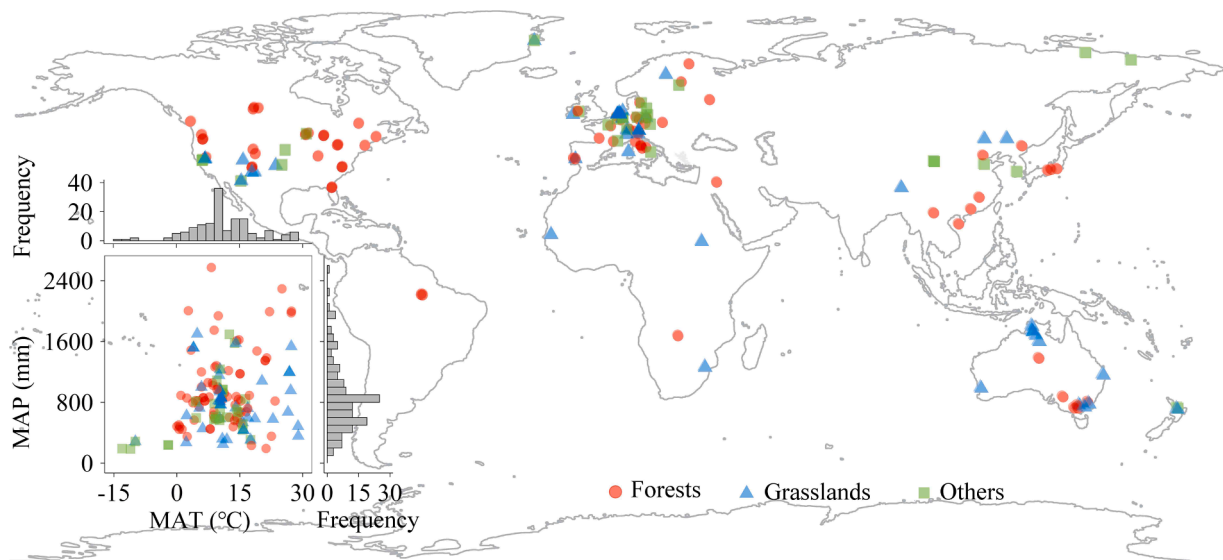 Frequency
40
20
0
MAP (mm)
2400
1600
800
0
-15 0 15 30
MAT (℃)
0 30
Frequency
Forests Grasslands Others